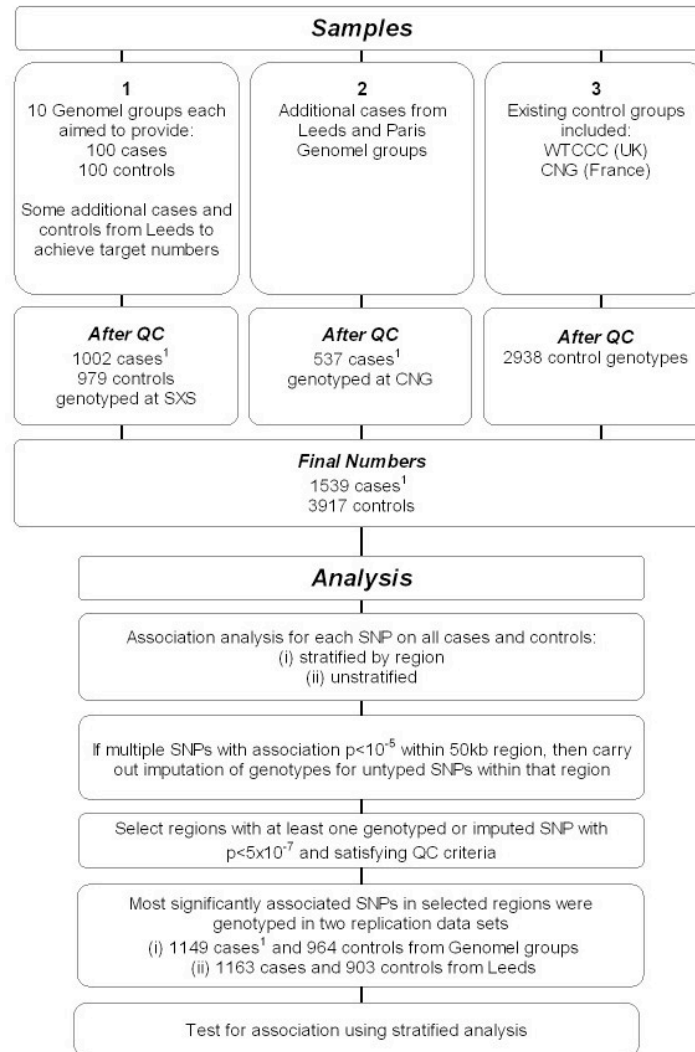 Samples
1
10 Genomel groups each
aimed to provide:
100 cases
100 controls
Some additional cases and
controls from Leeds to
achieve target numbers
2
Additional cases from
Leeds and Paris
Genomel groups
3
Existing control groups
included:
WTCCC (UK)
CNG (France)
After QC
1002 cases¹
979 controls
genotyped at SXS
After QC
537 cases¹
genotyped at CNG
After QC
2938 control genotypes
Final Numbers
1539 cases¹
3917 controls
Analysis
Association analysis for each SNP on all cases and controls:
(i) stratified by region
(ii) unstratified
If multiple SNPs with association p<10⁻⁵ within 50kb region, then carry
out imputation of genotypes for untyped SNPs within that region
Select regions with at least one genotyped or imputed SNP with
p<5x10⁻⁷ and satisfying QC criteria
Most significantly associated SNPs in selected regions were
genotyped in two replication data sets
(i) 1149 cases¹ and 964 controls from Genomel groups
(ii) 1163 cases and 903 controls from Leeds
Test for association using stratified analysis